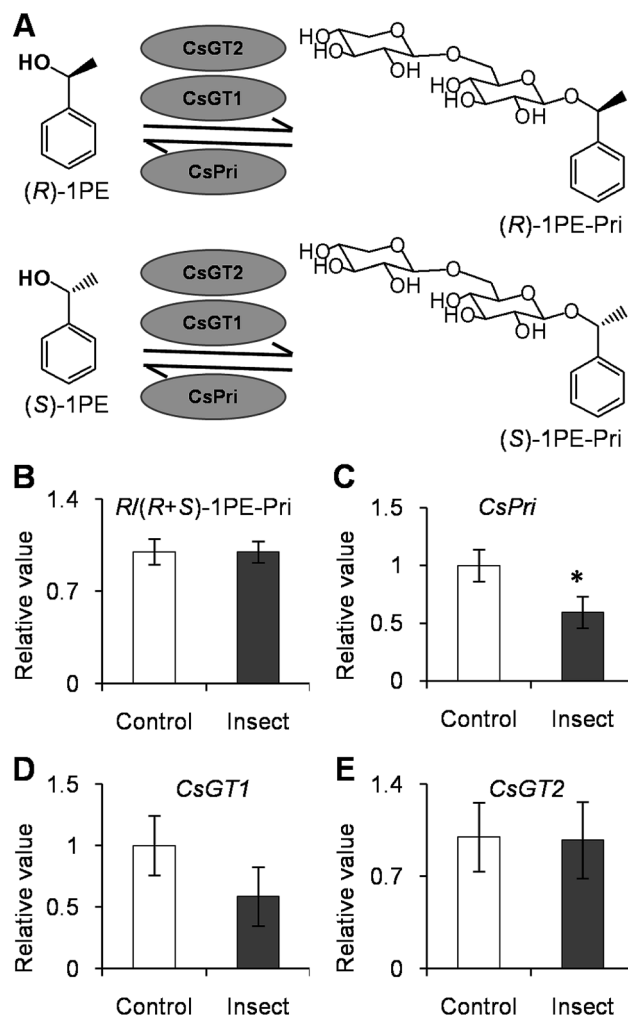 A
HO
CsGT2
CsGT1
CsPri
(R)-1PE
HO
HO
OH
O
O
HO
HO
OH
O
O
(R)-1PE-Pri
HO
CsGT2
CsGT1
CsPri
(S)-1PE
HO
HO
OH
O
O
HO
HO
OH
O
O
(S)-1PE-Pri
B
R/(R+S)-1PE-Pri
Relative value
1.4
0.7
0
Control Insect
C
CsPri
Relative value
1.5
1
0.5
0
*
Control Insect
D
CsGT1
Relative value
1.5
1
0.5
0
Control Insect
E
CsGT2
Relative value
1.4
0.7
0
Control Insect